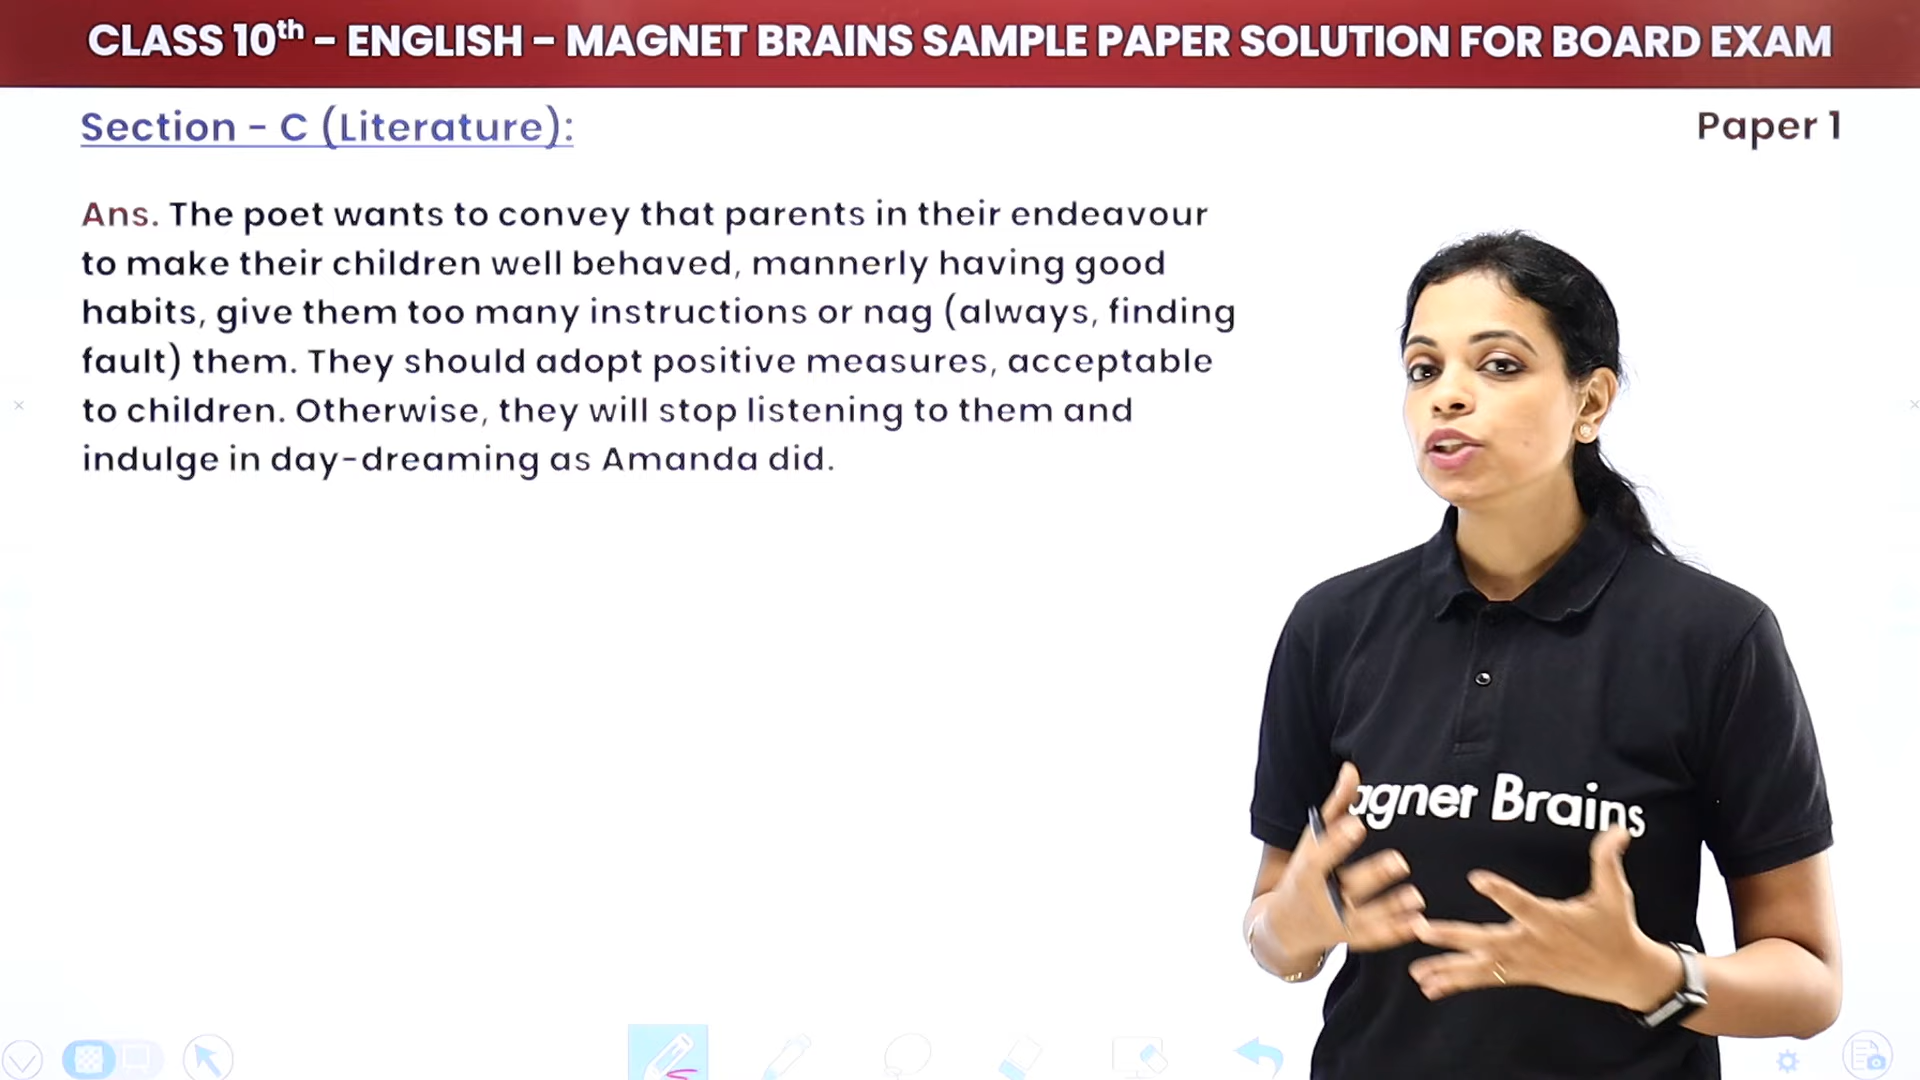 CLASS 10th - ENGLISH - MAGNET BRAINS SAMPLE PAPER SOLUTION FOR BOARD EXAM
Section - C (Literature):
Paper 1
Ans. The poet wants to convey that parents in their endeavour
to make their children well behaved, mannerly having good
habits, give them too many instructions or nag (always, finding
fault) them. They should adopt positive measures, acceptable
to children. Otherwise, they will stop listening to them and
indulge in day-dreaming as Amanda did.
agnet Brains